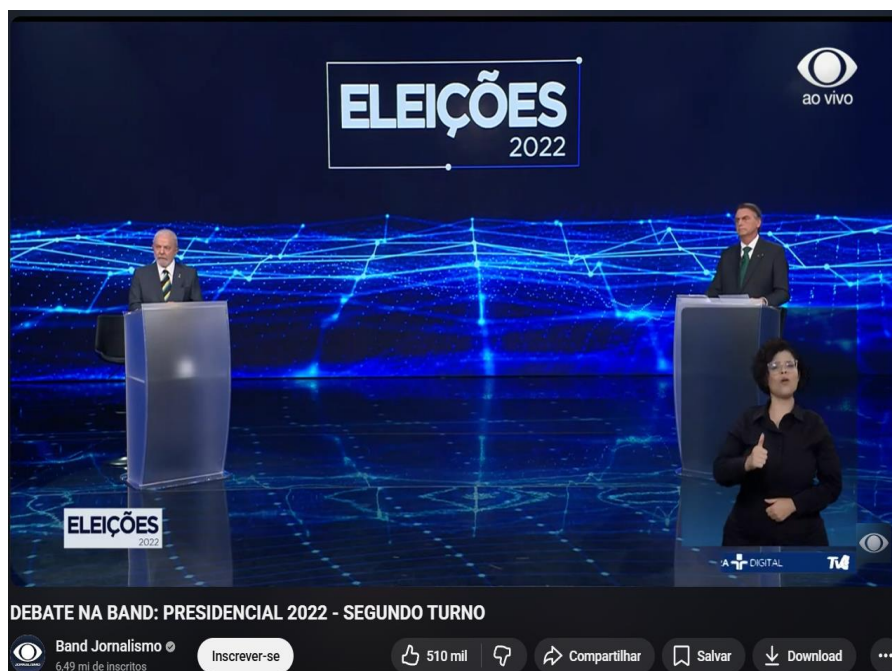 ELEIÇÕES
2022
ao vivo
ELEIÇÕES
2022
DIGITAL
DEBATE NA BAND: PRESIDENCIAL 2022 - SEGUNDO TURNO
Band Jornalismo
6,49 mi de inscritos
Inscrever-se
510 mil
Compartilhar
Salvar
Download